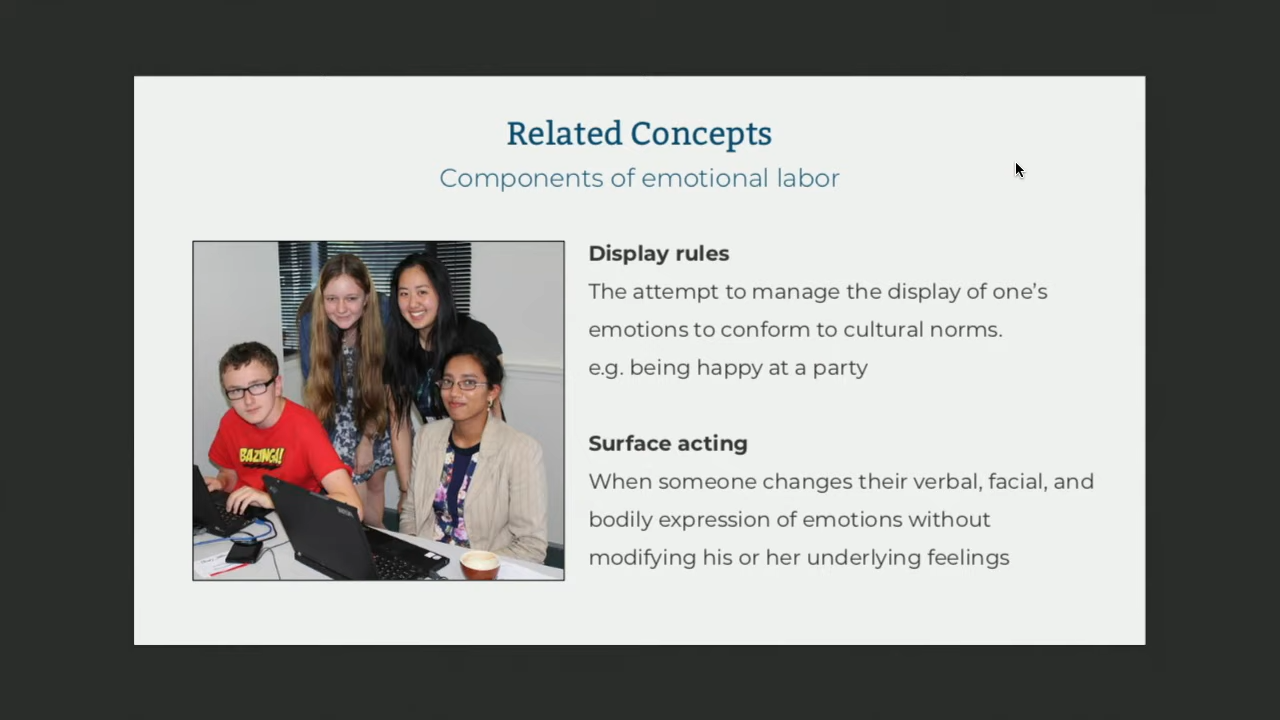 Related Concepts
Components of emotional labor
Display rules
The attempt to manage the display of one’s
emotions to conform to cultural norms.
e.g. being happy at a party
Surface acting
When someone changes their verbal, facial, and
bodily expression of emotions without
modifying his or her underlying feelings
BAZINGA!